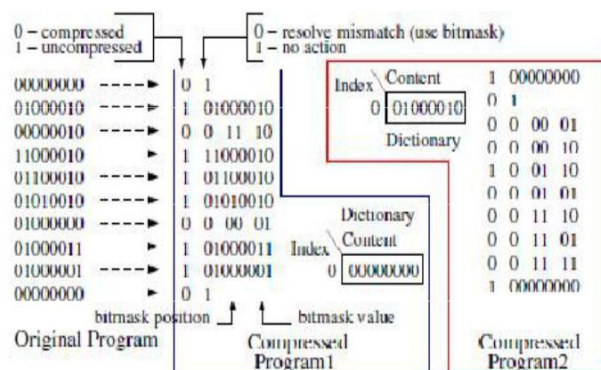 0 – compressed
1 – uncompressed
0 - resolve mismatch (use bitmask)
1 - no action
00000000 0 1
01000010 1 01000010
00000010 0 0 11 10
11000010 1 11000010
01100010 1 01100010
01010010 1 01010010
01000000 0 0 00 01
01000011 1 01000011
01000001 1 01000001
00000000 0 1
bitmask position
bitmask value
Original Program
Compressed
Program1
Dictionary
Index Content
0 00000000
Index Content
0 01000010
Dictionary
1 00000000
0 1
0 0 00 01
0 0 00 10
1 0 01 10
0 0 01 01
0 0 11 10
0 0 11 01
0 0 11 11
1 00000000
Compressed
Program2